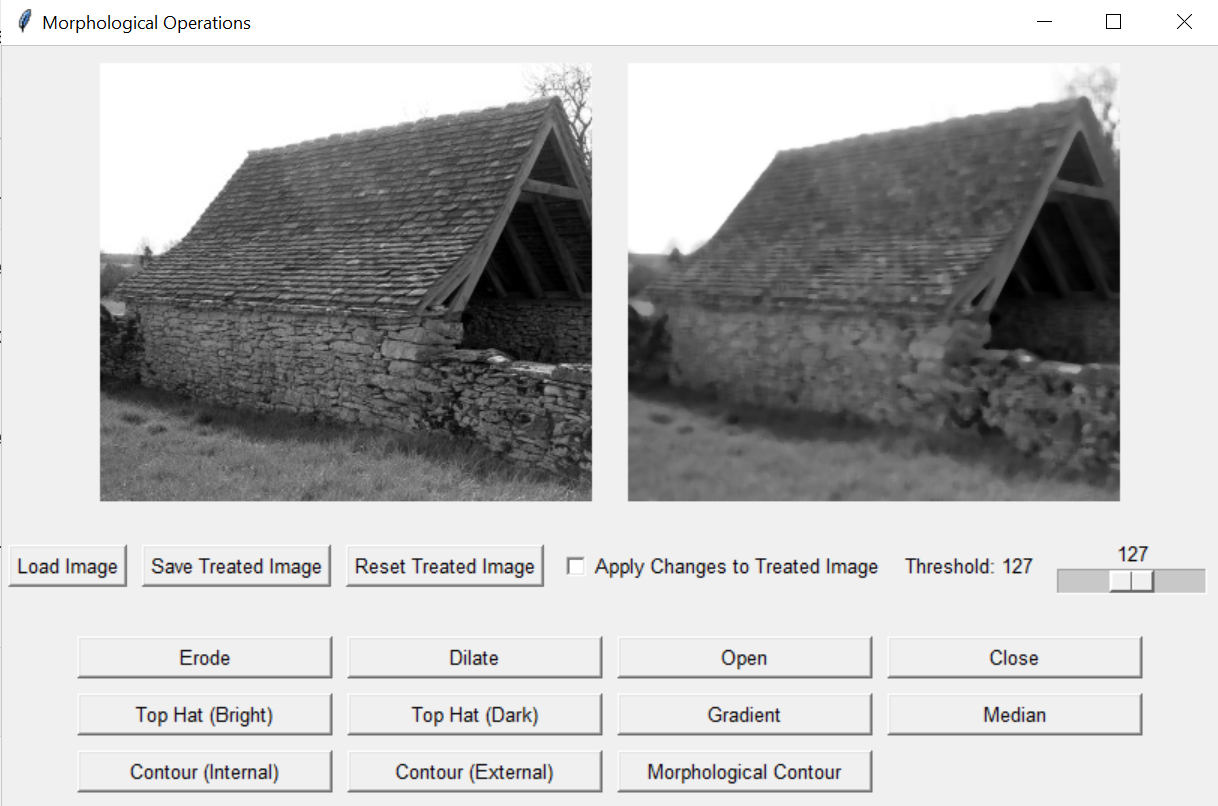 Morphological Operations
Load Image
Save Treated Image
Reset Treated Image
Apply Changes to Treated Image
Threshold: 127
127
Erode
Dilate
Open
Close
Top Hat (Bright)
Top Hat (Dark)
Gradient
Median
Contour (Internal)
Contour (External)
Morphological Contour